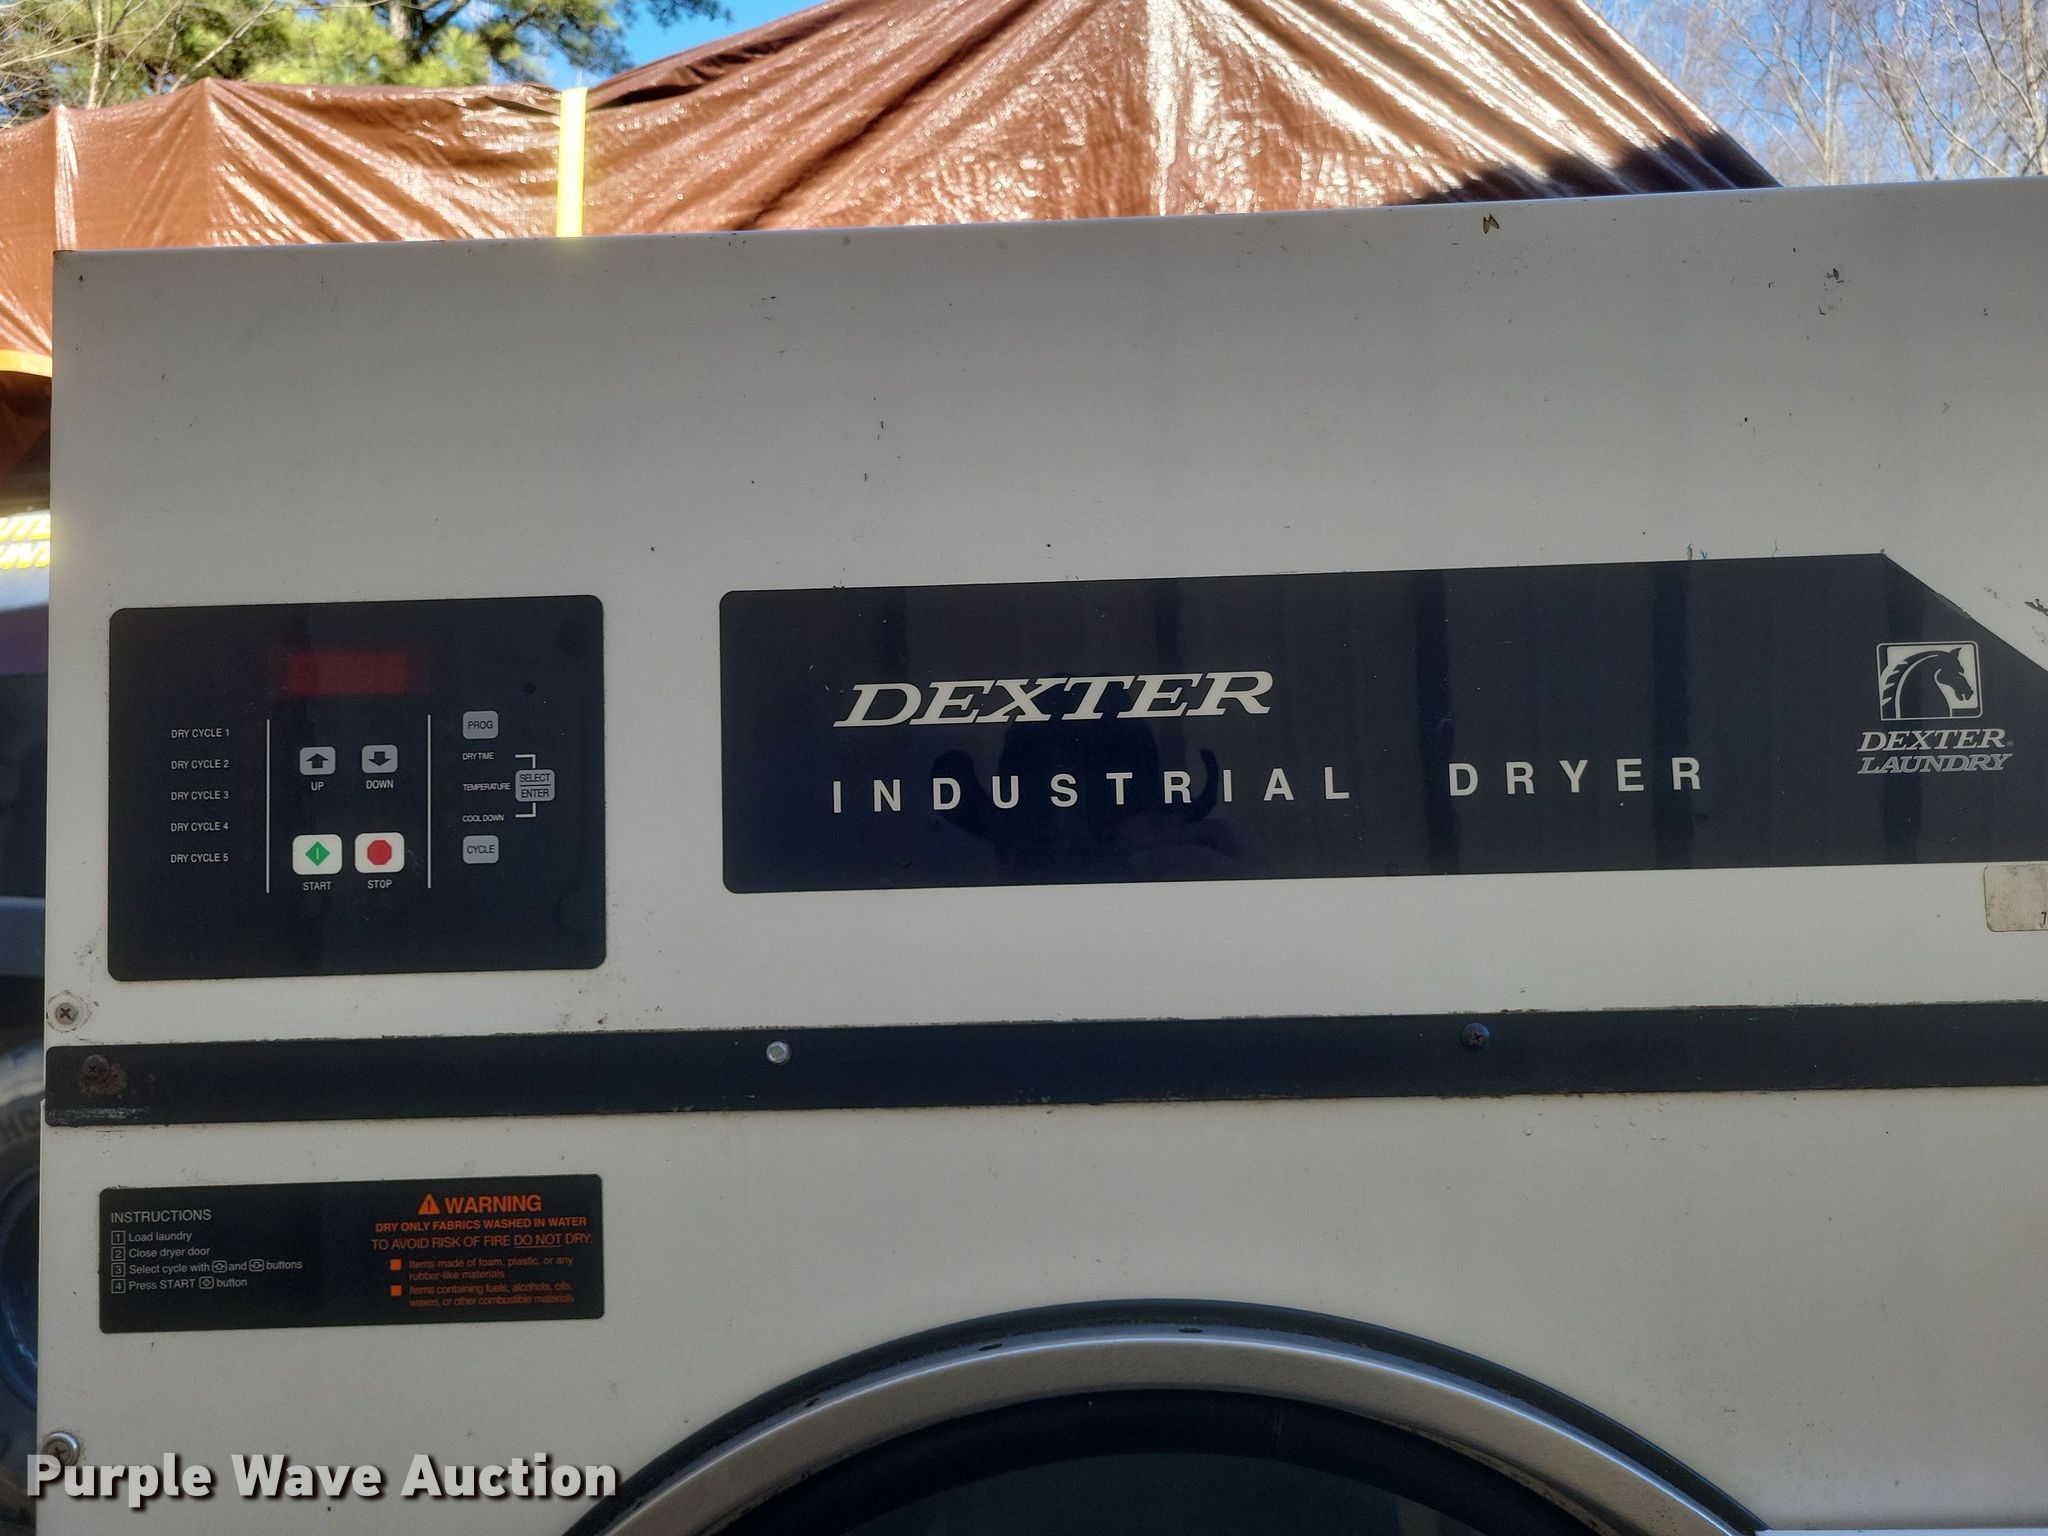 DRY CYCLE 1
DRY CYCLE 2
DRY CYCLE 3
DRY CYCLE 4
DRY CYCLE 5
UP
DOWN
START
STOP
PROG
DRY TIME
TEMPERATURE
COOL DOWN
SELECT
ENTER
CYCLE
DEXTER
INDUSTRIAL DRYER
DEXTER®
LAUNDRY
INSTRUCTIONS
1 Load laundry
2 Close dryer door
3 Select cycle with and buttons
4 Press START button
WARNING
DRY ONLY FABRICS WASHED IN WATER
TO AVOID RISK OF FIRE DO NOT DRY:
Items made of foam, plastic, or any
rubber-like materials
Items containing fuels, alcohols, oils,
waxes, or other combustible materials
Purple Wave Auction